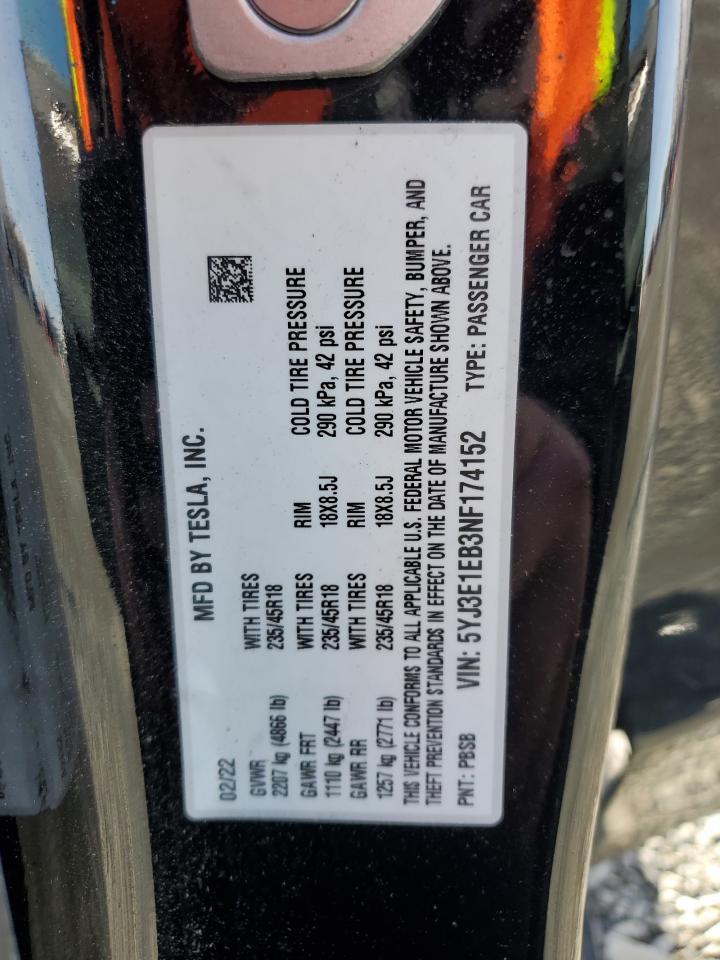 MFD BY TESLA, INC.
02/22
GVWR WITH TIRES
2207 kg (4866 lb) 235/45R18
GAWR FRT WITH TIRES RIM COLD TIRE PRESSURE
1110 kg (2447 lb) 235/45R18 18X8.5J 290 kPa, 42 psi
GAWR RR WITH TIRES RIM COLD TIRE PRESSURE
1257 kg (2771 lb) 235/45R18 18X8.5J 290 kPa, 42 psi
THIS VEHICLE CONFORMS TO ALL APPLICABLE U.S. FEDERAL MOTOR VEHICLE SAFETY, BUMPER, AND
THEFT PREVENTION STANDARDS IN EFFECT ON THE DATE OF MANUFACTURE SHOWN ABOVE.
PNT: PBSB VIN: 5YJ3E1EB3NF174152 TYPE: PASSENGER CAR